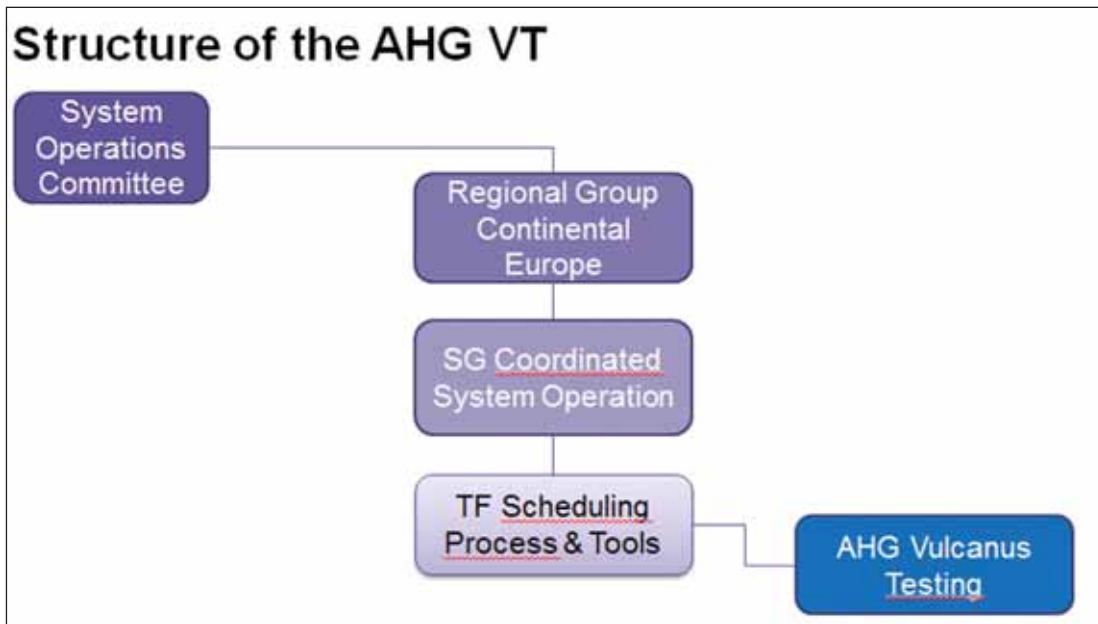 Structure of the AHG VT
System
Operations
Committee
Regional Group
Continental
Europe
SG Coordinated
System Operation
TF Scheduling
Process & Tools
AHG Vulcanus
Testing